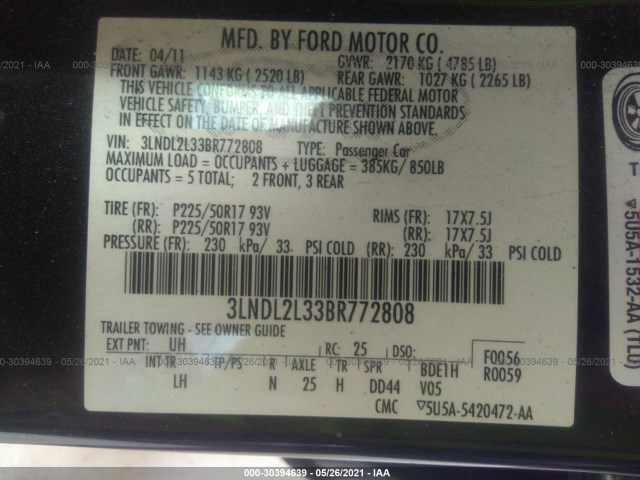 MFD. BY FORD MOTOR CO.
DATE: 04/11 GVWR: 2170 KG ( 4785 LB)
FRONT GAWR: 1143 KG ( 2520 LB) REAR GAWR: 1027 KG ( 2265 LB)
THIS VEHICLE CONFORMS TO ALL APPLICABLE FEDERAL MOTOR
VEHICLE SAFETY, BUMPER, AND THEFT PREVENTION STANDARDS
IN EFFECT ON THE DATE OF MANUFACTURE SHOWN ABOVE.
VIN: 3LNDL2L33BR772808 TYPE: Passenger Car
MAXIMUM LOAD = OCCUPANTS + LUGGAGE = 385KG/ 850LB
OCCUPANTS = 5 TOTAL; 2 FRONT, 3 REAR
TIRE (FR): P225/50R17 93V RIMS (FR): 17X7.5J
(RR): P225/50R17 93V (RR): 17X7.5J
PRESSURE (FR): 230 kPa/ 33 PSI COLD (RR): 230 kPa/ 33 PSI COLD
3LNDL2L33BR772808
TRAILER TOWING - SEE OWNER GUIDE
EXT PNT: UH RC: 25 DSO: F0056
R0059
INT TR TP/PS R AXLE TR SPR BDE1H
LH N 25 H DD44 V05
CMC ▽5U5A-5420472-AA
T
▽5U5A-1532-AA (TL0)
00-30394639 - 05/26/2021 - IAA
000-30394639 - 05/26/2021 - IAA
000-30394639 - 05/26/2021 - IAA